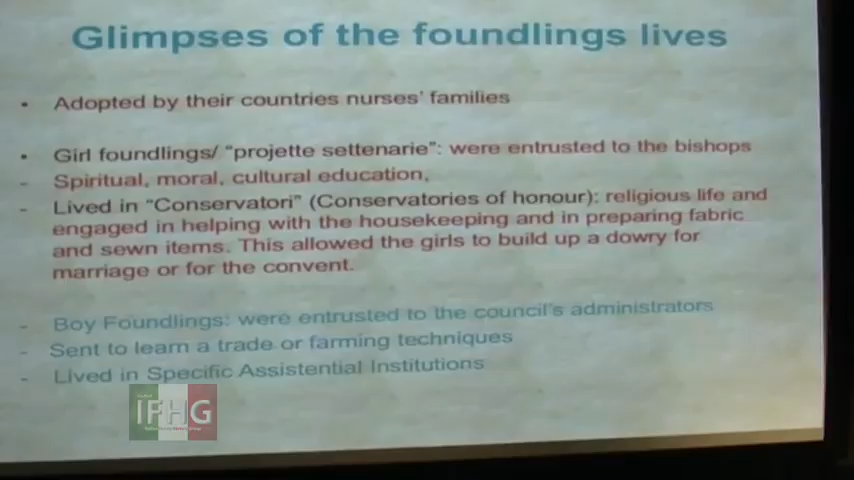 Glimpses of the foundlings lives
• Adopted by their countries nurses' families
• Girl foundlings/ "projette settenarie": were entrusted to the bishops
- Spiritual, moral, cultural education,
- Lived in "Conservatori" (Conservatories of honour): religious life and
engaged in helping with the housekeeping and in preparing fabric
and sewn items. This allowed the girls to build up a dowry for
marriage or for the convent.
- Boy Foundlings: were entrusted to the council's administrators
- Sent to learn a trade or farming techniques
- Lived in Specific Assistential Institutions
IFHG